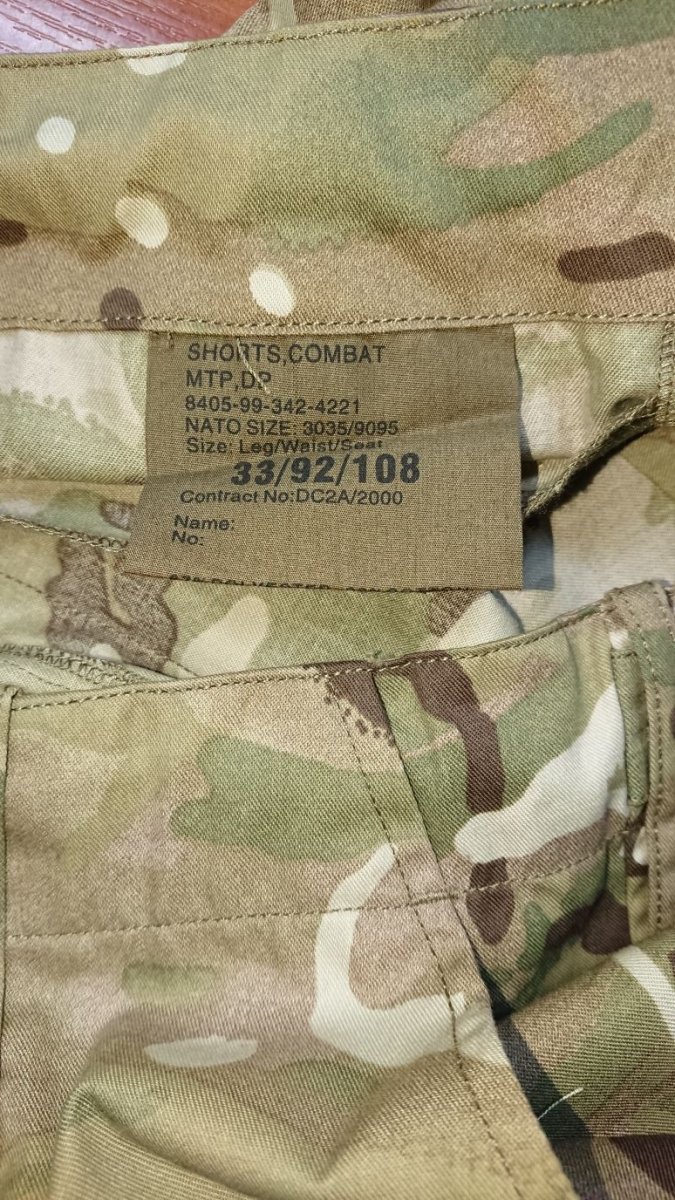 SHORTS,COMBAT
MTP,DP
8405-99-342-4221
NATO SIZE: 3035/9095
Size: Leg/Waist/Seat
33/92/108
Contract No:DC2A/2000
Name:
No: